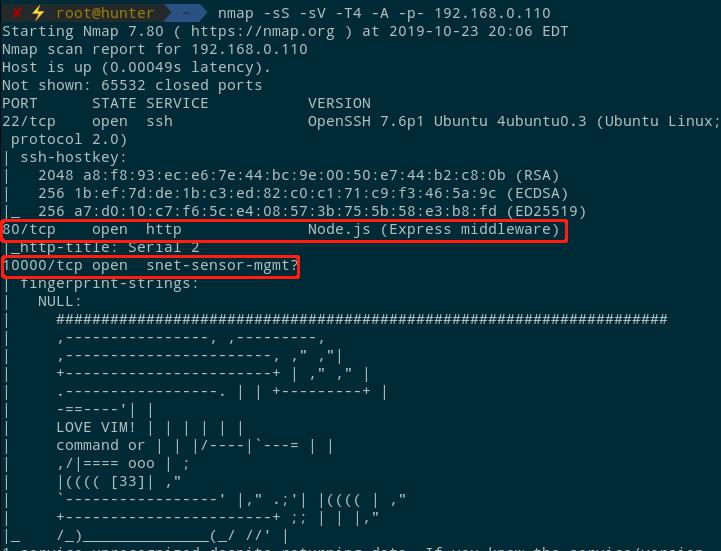 ✘ ⚡ root@hunter ~ nmap -sS -sV -T4 -A -p- 192.168.0.110
Starting Nmap 7.80 ( https://nmap.org ) at 2019-10-23 20:06 EDT
Nmap scan report for 192.168.0.110
Host is up (0.00049s latency).
Not shown: 65532 closed ports
PORT      STATE SERVICE          VERSION
22/tcp    open  ssh              OpenSSH 7.6p1 Ubuntu 4ubuntu0.3 (Ubuntu Linux;
 protocol 2.0)
| ssh-hostkey:
|   2048 a8:f8:93:ec:e6:7e:44:bc:9e:00:50:e7:44:b2:c8:0b (RSA)
|   256 1b:ef:7d:de:1b:c3:ed:82:c0:c1:71:c9:f3:46:5a:9c (ECDSA)
|_  256 a7:d0:10:c7:f6:5c:e4:08:57:3b:75:5b:58:e3:b8:fd (ED25519)
80/tcp    open  http             Node.js (Express middleware)
|_http-title: Serial 2
10000/tcp open  snet-sensor-mgmt?
| fingerprint-strings:
|   NULL:
|     ####################################################################
|     ,----------------, ,---------,
|     ,-----------------------, ," ,"|
|     +-----------------------+ | ," ," |
|     .-----------------. | | +---------+ |
|     -==----'| |
|     LOVE VIM! | | | | | |
|     command or | | |/----|`---= | |
|     ,/|==== ooo | ;
|     |(((( [33]| ,"
|     `-----------------' |," .;'| |(((( | ,"
|     +-----------------------+ ;; | | |,"
|_    /_)______________(_/ //' |